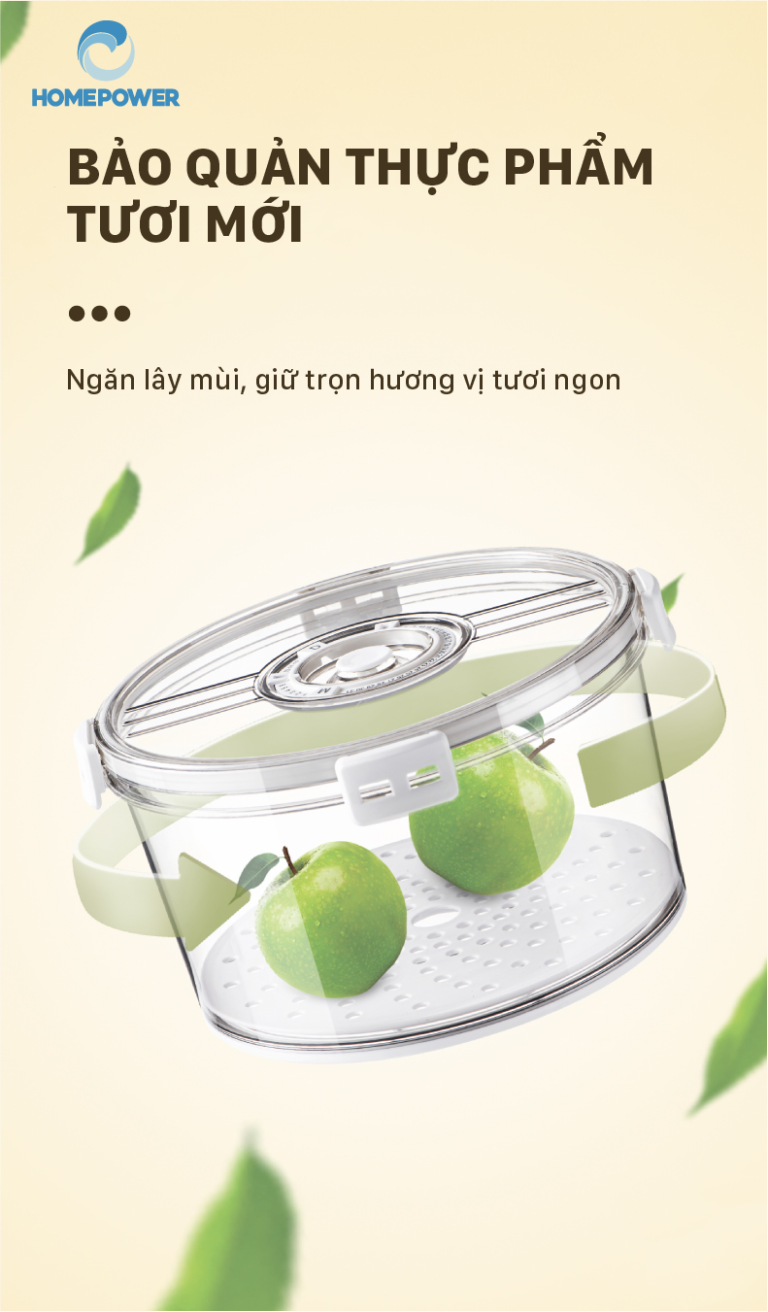 HOMEPOWER
BẢO QUẢN THỰC PHẨM
TƯƠI MỚI
Ngăn lây mùi, giữ trọn hương vị tươi ngon